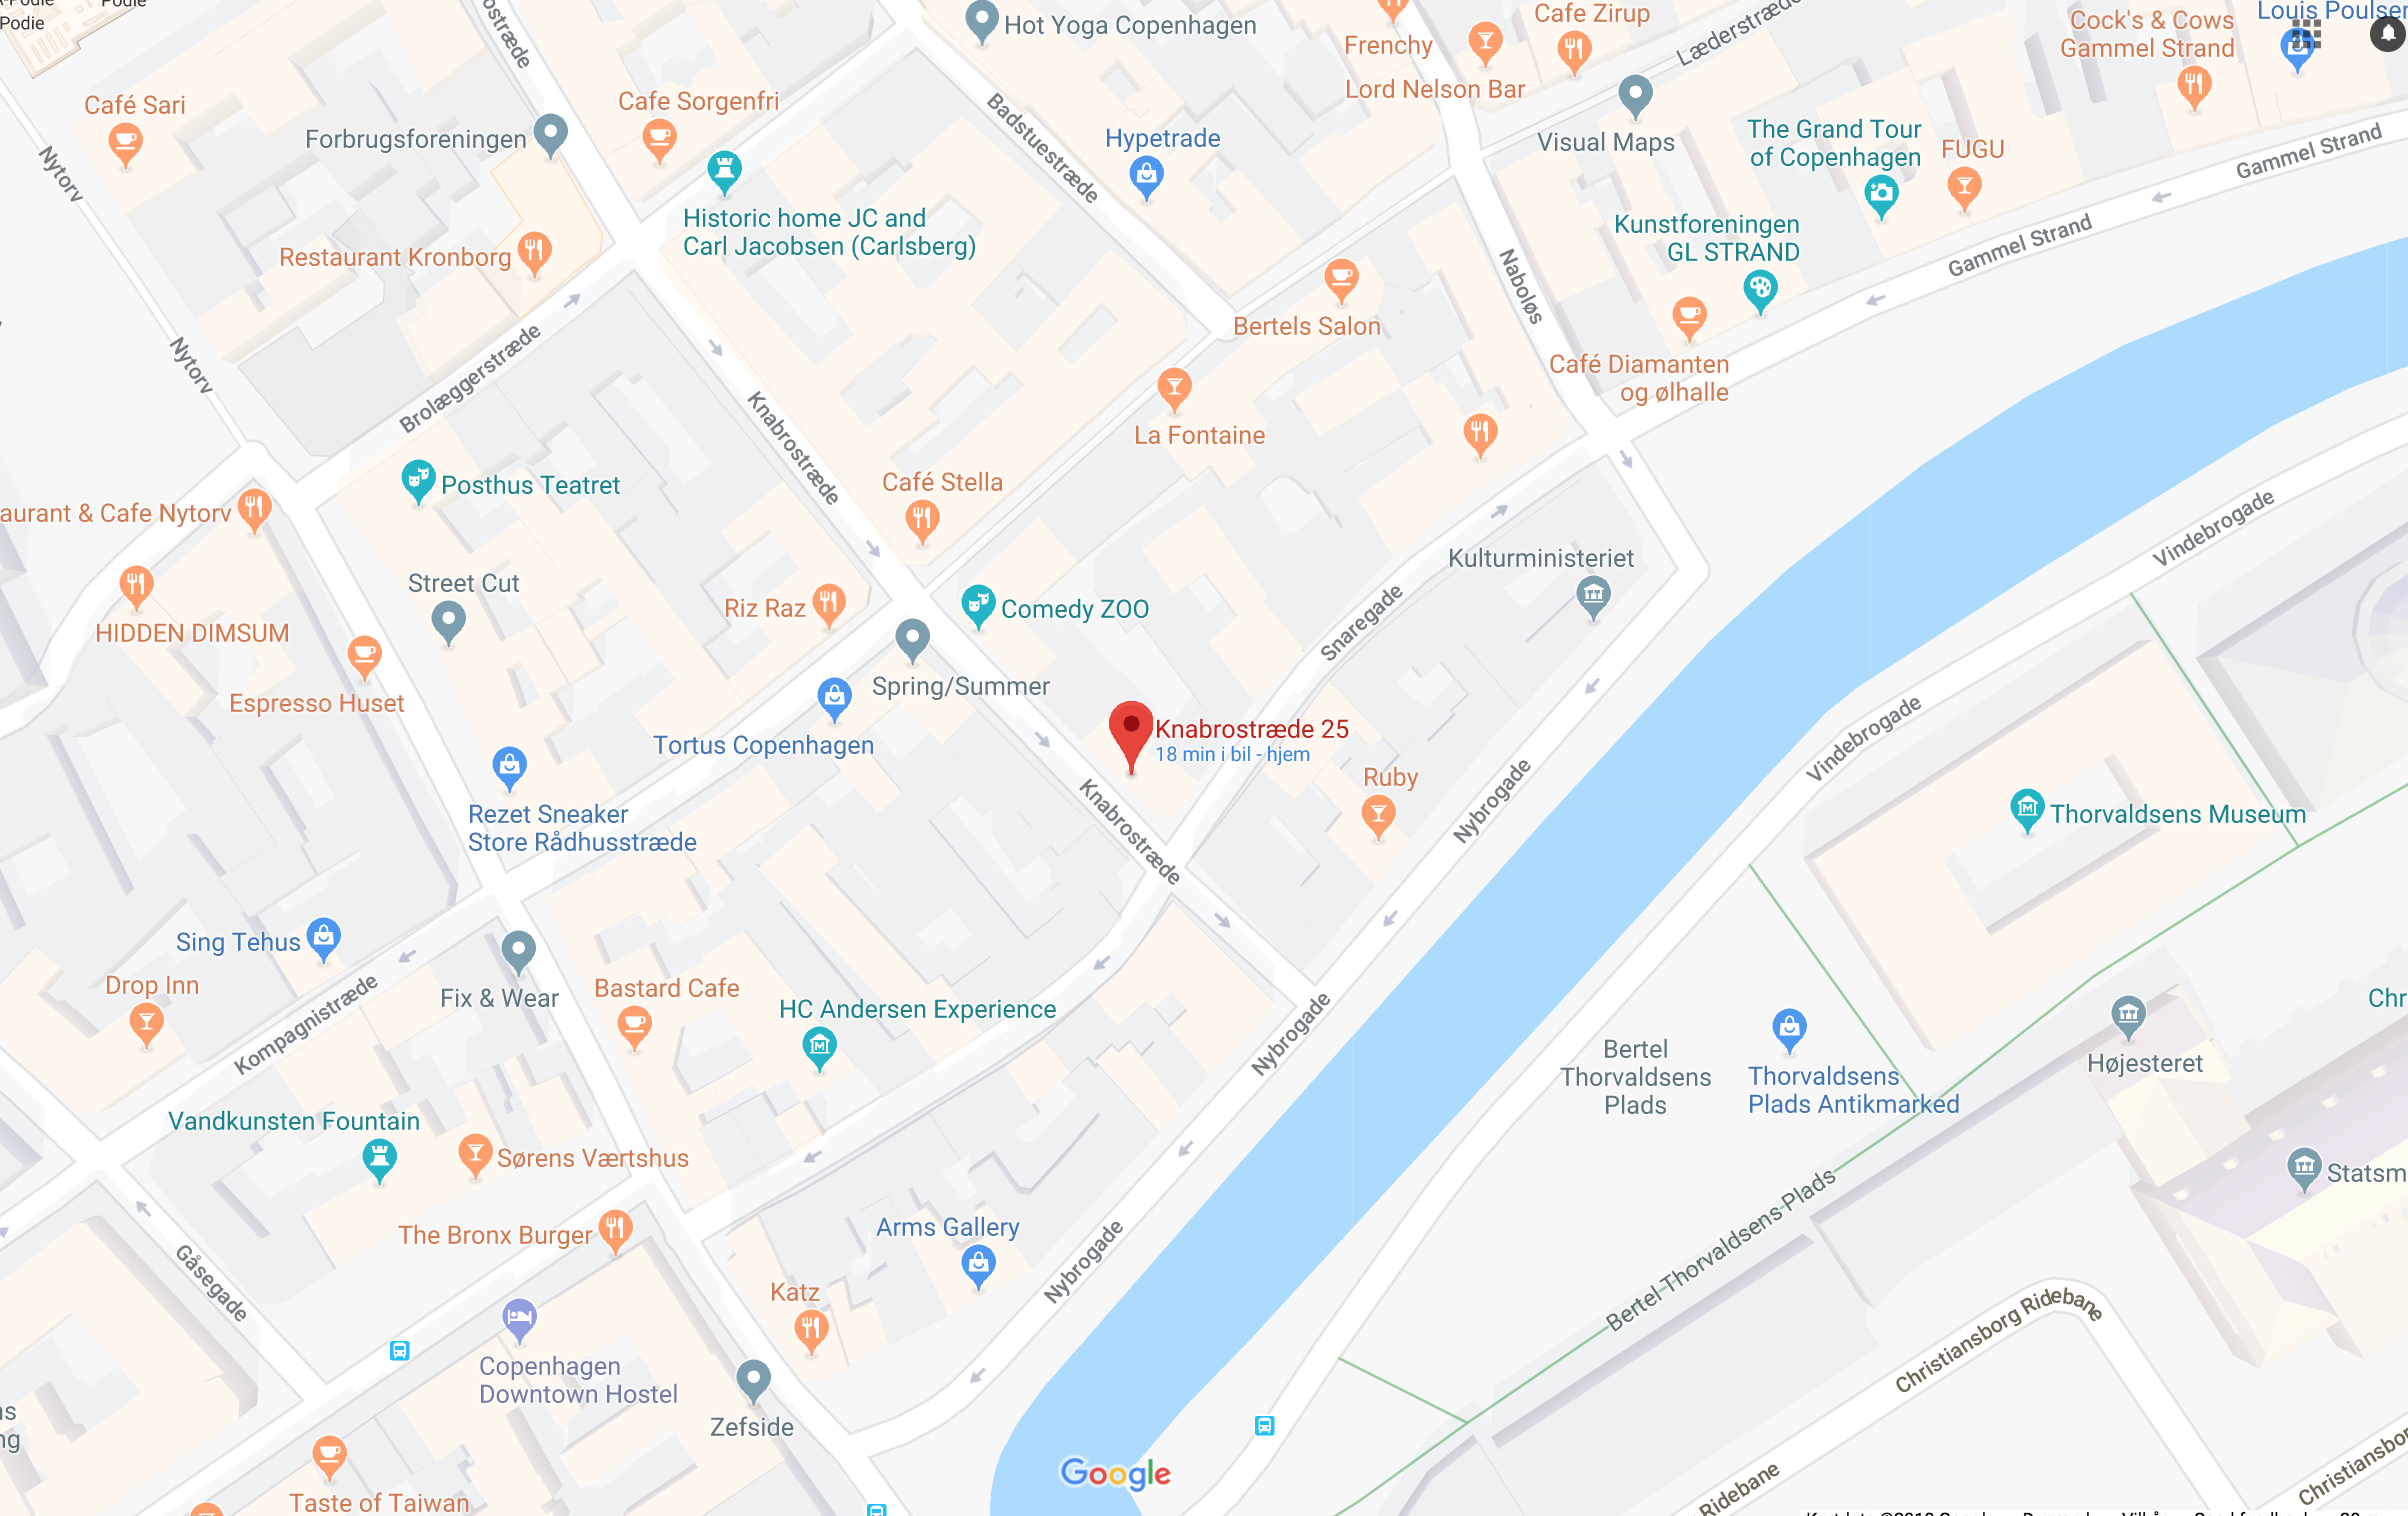 Podie
Podie
Hot Yoga Copenhagen
Cafe Zirup
Frenchy
Læderstræde
Cock's & Cows
Gammel Strand
Louis Poulsen
Café Sari
Cafe Sorgenfri
Lord Nelson Bar
Forbrugsforeningen
Badstuestræde
Hypetrade
Visual Maps
The Grand Tour
of Copenhagen
FUGU
Gammel Strand
Nytorv
Historic home JC and
Carl Jacobsen (Carlsberg)
Kunstforeningen
GL STRAND
Gammel Strand
Restaurant Kronborg
Naboløs
Bertels Salon
Nytorv
Brolæggerstræde
Café Diamanten
og ølhalle
Knabrostræde
La Fontaine
Posthus Teatret
Café Stella
aurant & Cafe Nytorv
Vindebrogade
Kulturministeriet
Street Cut
Riz Raz
Comedy ZOO
Snaregade
HIDDEN DIMSUM
Spring/Summer
Espresso Huset
Knabrostræde 25
18 min i bil - hjem
Tortus Copenhagen
Vindebrogade
Ruby
Nybrogade
Knabrostræde
Rezet Sneaker
Store Rådhusstræde
Thorvaldsens Museum
Sing Tehus
Drop Inn
Fix & Wear
Bastard Cafe
HC Andersen Experience
Kompagnistræde
Nybrogade
Chr
Bertel
Thorvaldsens
Plads
Thorvaldsens
Plads Antikmarked
Højesteret
Vandkunsten Fountain
Sørens Værtshus
Statsm
The Bronx Burger
Arms Gallery
Bertel Thorvaldsens Plads
Gåsegade
Nybrogade
Katz
Christiansborg Ridebane
Copenhagen
Downtown Hostel
Zefside
ng
Google
Ridebane
Christiansbor
Taste of Taiwan